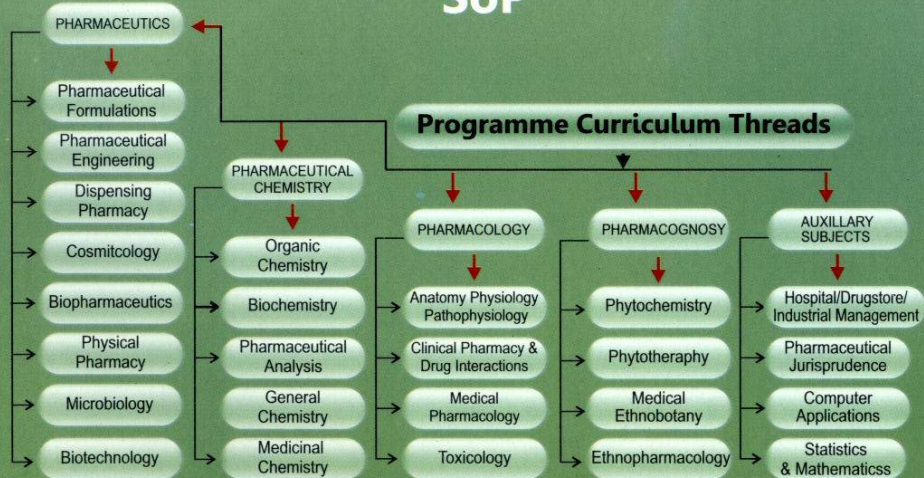 SoP
PHARMACEUTICS
Pharmaceutical
Formulations
Pharmaceutical
Engineering
Dispensing
Pharmacy
Cosmitcology
Biopharmaceutics
Physical
Pharmacy
Microbiology
Biotechnology
Programme Curriculum Threads
PHARMACEUTICAL
CHEMISTRY
Organic
Chemistry
Biochemistry
Pharmaceutical
Analysis
General
Chemistry
Medicinal
Chemistry
PHARMACOLOGY
Anatomy Physiology
Pathophysiology
Clinical Pharmacy &
Drug Interactions
Medical
Pharmacology
Toxicology
PHARMACOGNOSY
Phytochemistry
Phytotheraphy
Medical
Ethnobotany
Ethnopharmacology
AUXILLARY
SUBJECTS
Hospital/Drugstore/
Industrial Management
Pharmaceutical
Jurisprudence
Computer
Applications
Statistics
& Mathematicss